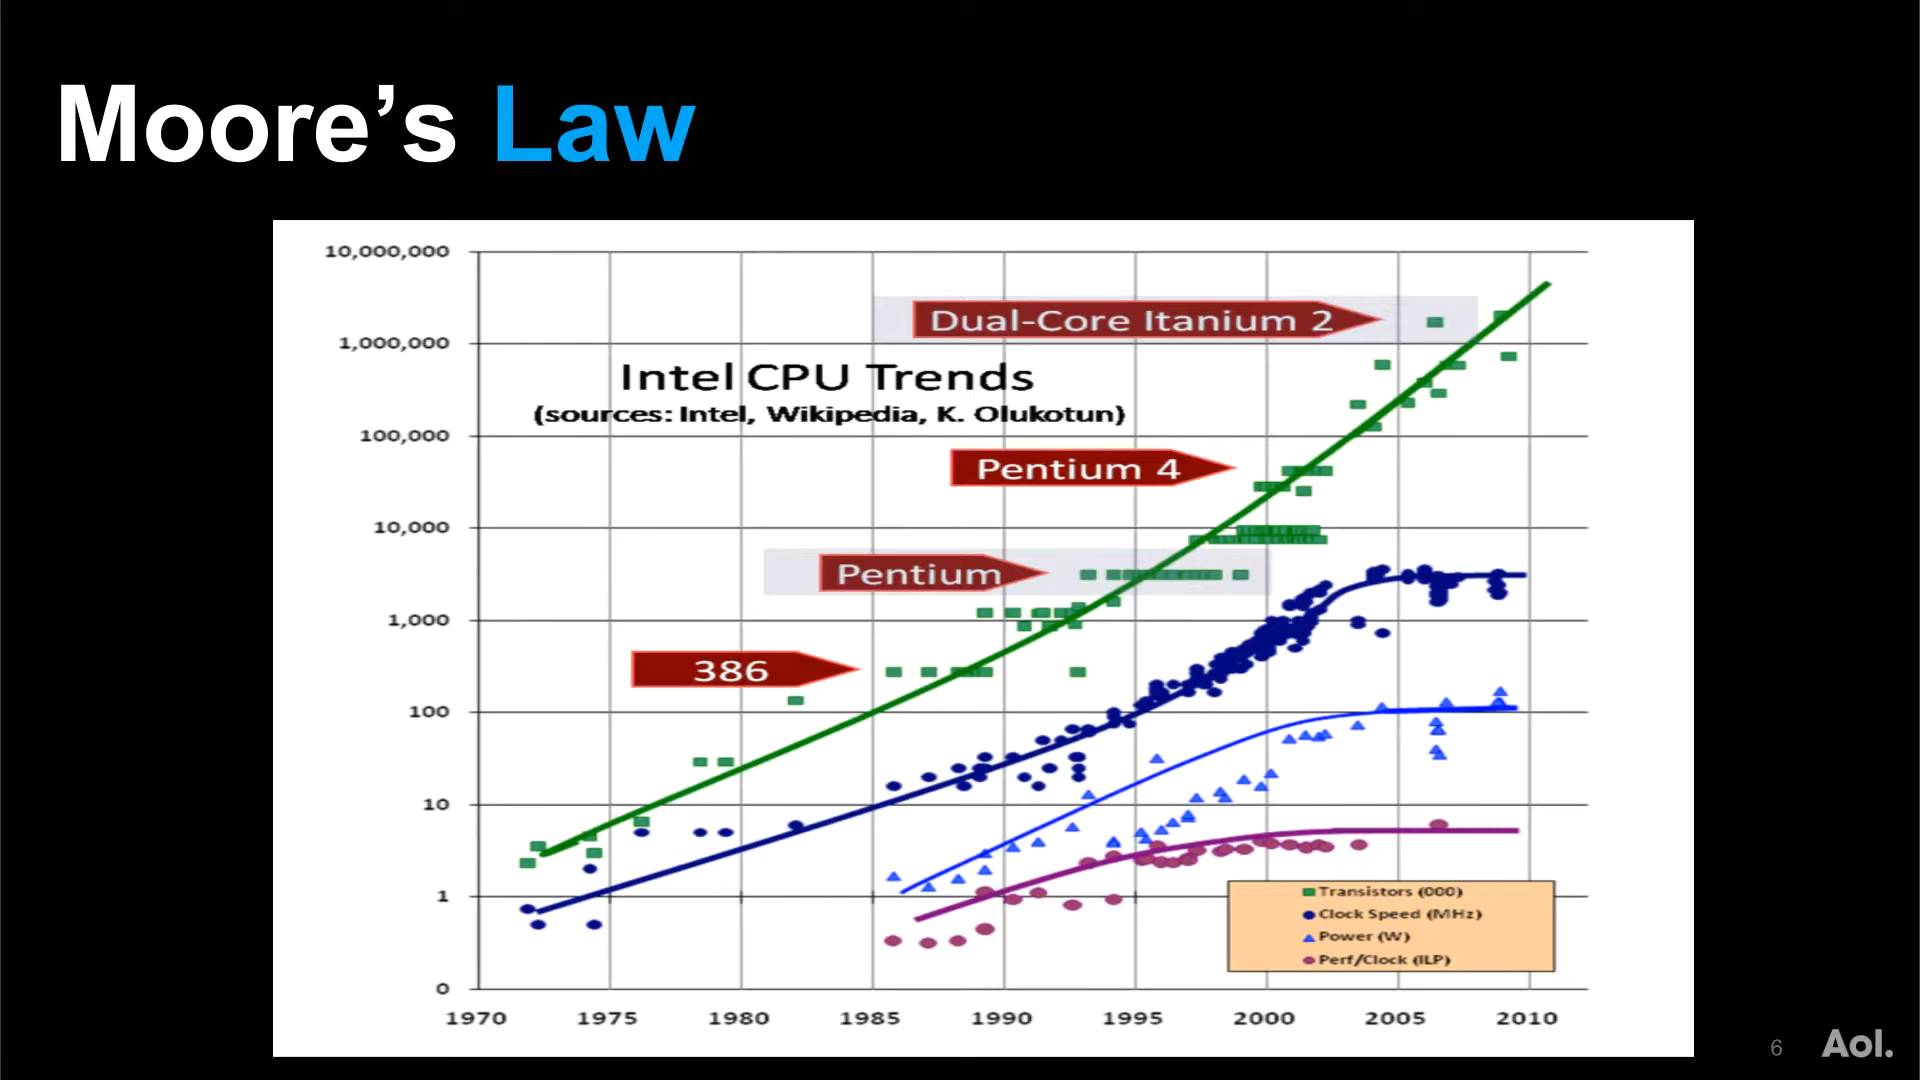 Moore’s Law
10,000,000
1,000,000
100,000
10,000
1,000
100
10
1
0
Dual-Core Itanium 2
Intel CPU Trends
(sources: Intel, Wikipedia, K. Olukotun)
Pentium 4
Pentium
386
Transistors (000)
Clock Speed (MHz)
Power (W)
Perf/Clock (ILP)
1970 1975 1980 1985 1990 1995 2000 2005 2010
6 Aol.